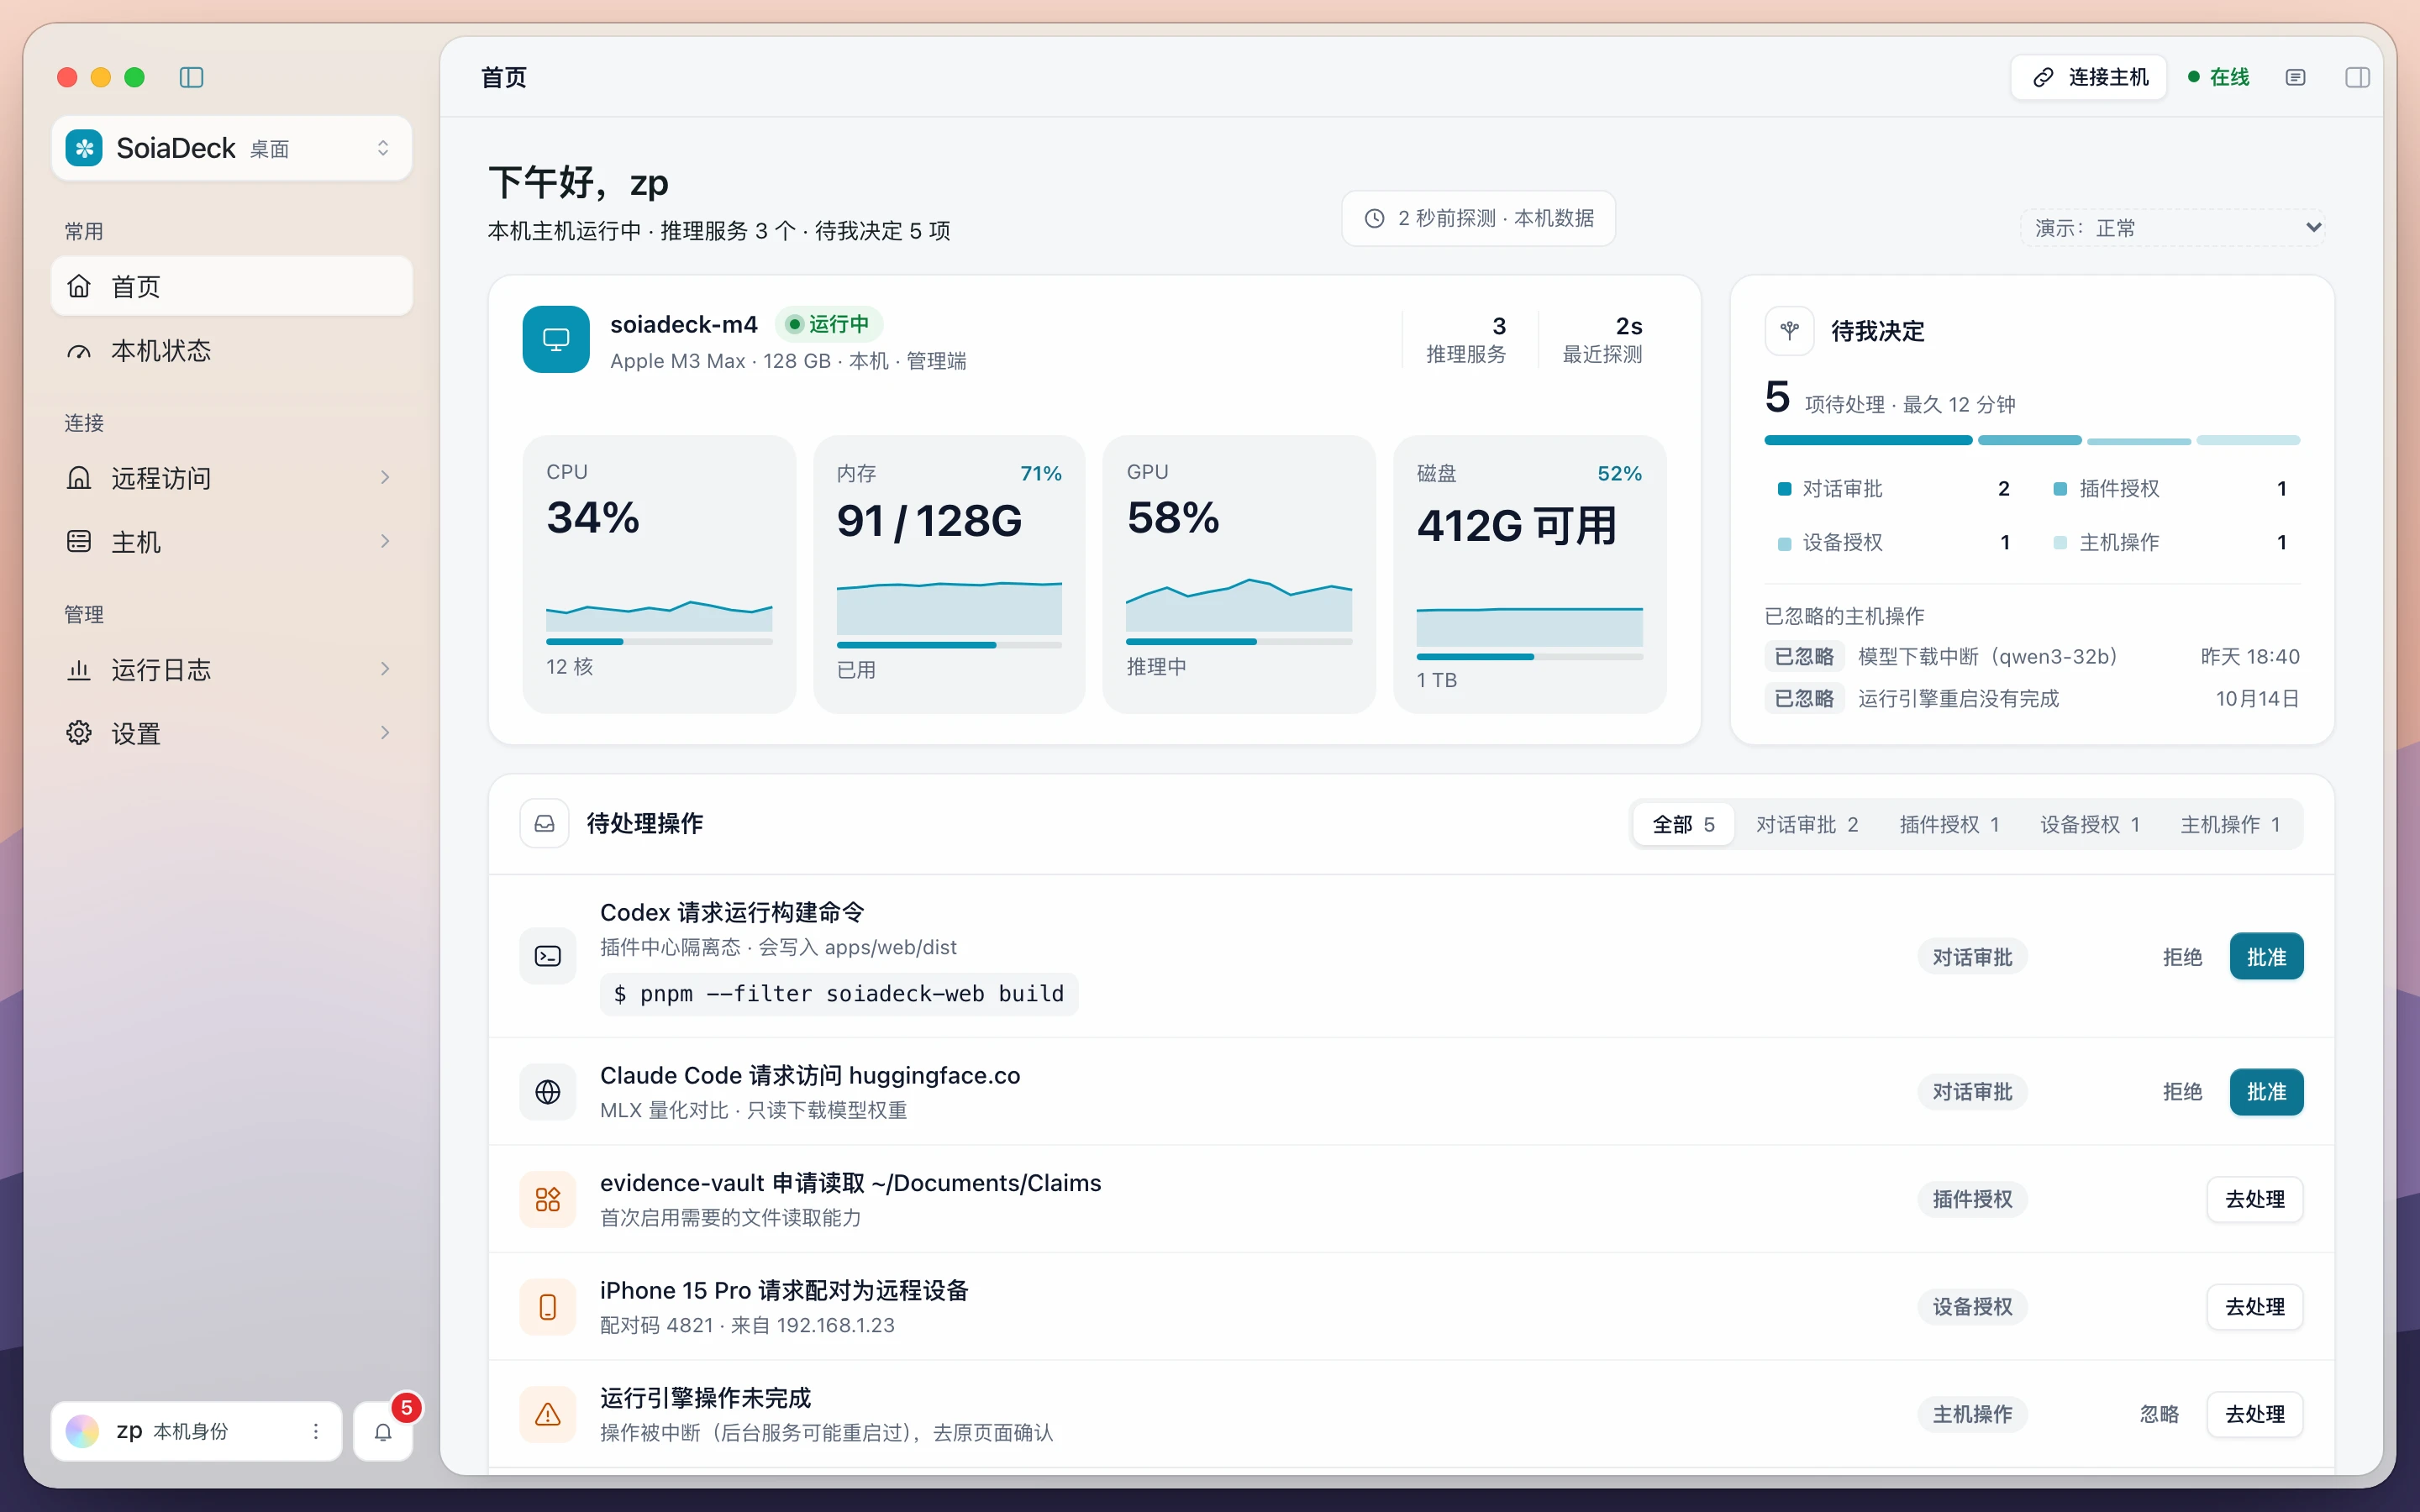 首页
连接主机
在线
SoiaDeck 桌面
常用
首页
本机状态
连接
远程访问
主机
管理
运行日志
设置
zp 本机身份
5
下午好，zp
本机主机运行中 · 推理服务 3 个 · 待我决定 5 项
2 秒前探测 · 本机数据
演示：正常
soiadeck-m4
运行中
Apple M3 Max · 128 GB · 本机 · 管理端
3
推理服务
2s
最近探测
CPU
34%
12 核
内存
71%
91 / 128G
已用
GPU
58%
推理中
磁盘
52%
412G 可用
1 TB
待我决定
5 项待处理 · 最久 12 分钟
对话审批 2
插件授权 1
设备授权 1
主机操作 1
已忽略的主机操作
已忽略 模型下载中断（qwen3-32b） 昨天 18:40
已忽略 运行引擎重启没有完成 10月14日
待处理操作
全部 5
对话审批 2
插件授权 1
设备授权 1
主机操作 1
Codex 请求运行构建命令
插件中心隔离态 · 会写入 apps/web/dist
$ pnpm --filter soiadeck-web build
对话审批
拒绝
批准
Claude Code 请求访问 huggingface.co
MLX 量化对比 · 只读下载模型权重
对话审批
拒绝
批准
evidence-vault 申请读取 ~/Documents/Claims
首次启用需要的文件读取能力
插件授权
去处理
iPhone 15 Pro 请求配对为远程设备
配对码 4821 · 来自 192.168.1.23
设备授权
去处理
运行引擎操作未完成
操作被中断（后台服务可能重启过），去原页面确认
主机操作
忽略
去处理